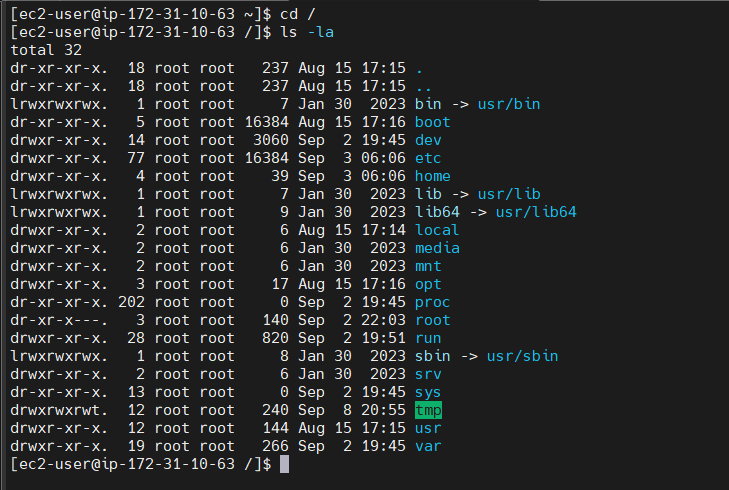 [ec2-user@ip-172-31-10-63 ~]$ cd /
[ec2-user@ip-172-31-10-63 /]$ ls -la
total 32
dr-xr-xr-x.  18 root root   237 Aug 15 17:15 .
dr-xr-xr-x.  18 root root   237 Aug 15 17:15 ..
lrwxrwxrwx.   1 root root     7 Jan 30  2023 bin -> usr/bin
dr-xr-xr-x.   5 root root 16384 Aug 15 17:16 boot
drwxr-xr-x.  14 root root  3060 Sep  2 19:45 dev
drwxr-xr-x.  77 root root 16384 Sep  3 06:06 etc
drwxr-xr-x.   4 root root    39 Sep  3 06:06 home
lrwxrwxrwx.   1 root root     7 Jan 30  2023 lib -> usr/lib
lrwxrwxrwx.   1 root root     9 Jan 30  2023 lib64 -> usr/lib64
drwxr-xr-x.   2 root root     6 Aug 15 17:14 local
drwxr-xr-x.   2 root root     6 Jan 30  2023 media
drwxr-xr-x.   2 root root     6 Jan 30  2023 mnt
drwxr-xr-x.   3 root root    17 Aug 15 17:16 opt
dr-xr-xr-x. 202 root root     0 Sep  2 19:45 proc
dr-xr-x---.   3 root root   140 Sep  2 22:03 root
drwxr-xr-x.  28 root root   820 Sep  2 19:51 run
lrwxrwxrwx.   1 root root     8 Jan 30  2023 sbin -> usr/sbin
drwxr-xr-x.   2 root root     6 Jan 30  2023 srv
dr-xr-xr-x.  13 root root     0 Sep  2 19:45 sys
drwxrwxrwt.  12 root root   240 Sep  8 20:55 tmp
drwxr-xr-x.  12 root root   144 Aug 15 17:15 usr
drwxr-xr-x.  19 root root   266 Sep  2 19:45 var
[ec2-user@ip-172-31-10-63 /]$